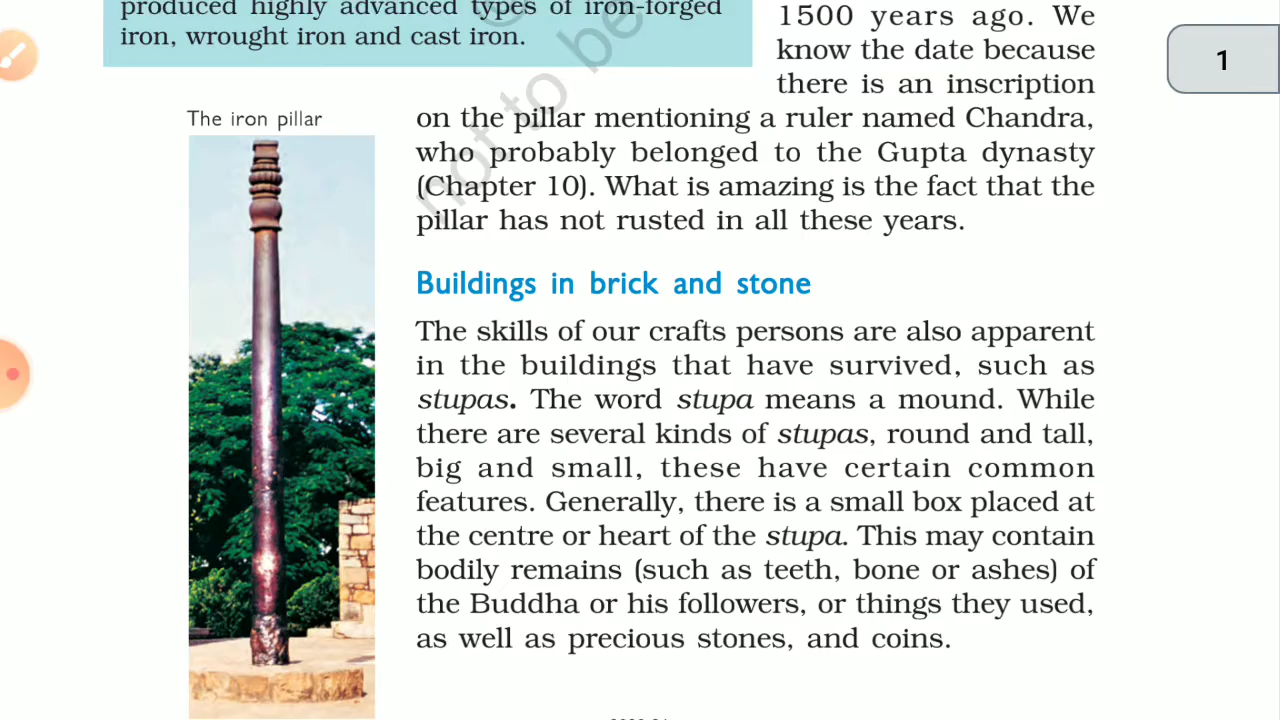 produced highly advanced types of iron-forged
iron, wrought iron and cast iron.
1500 years ago. We
know the date because
there is an inscription
on the pillar mentioning a ruler named Chandra,
who probably belonged to the Gupta dynasty
(Chapter 10). What is amazing is the fact that the
pillar has not rusted in all these years.
The iron pillar
Buildings in brick and stone
The skills of our crafts persons are also apparent
in the buildings that have survived, such as
stupas. The word stupa means a mound. While
there are several kinds of stupas, round and tall,
big and small, these have certain common
features. Generally, there is a small box placed at
the centre or heart of the stupa. This may contain
bodily remains (such as teeth, bone or ashes) of
the Buddha or his followers, or things they used,
as well as precious stones, and coins.
not to be
1